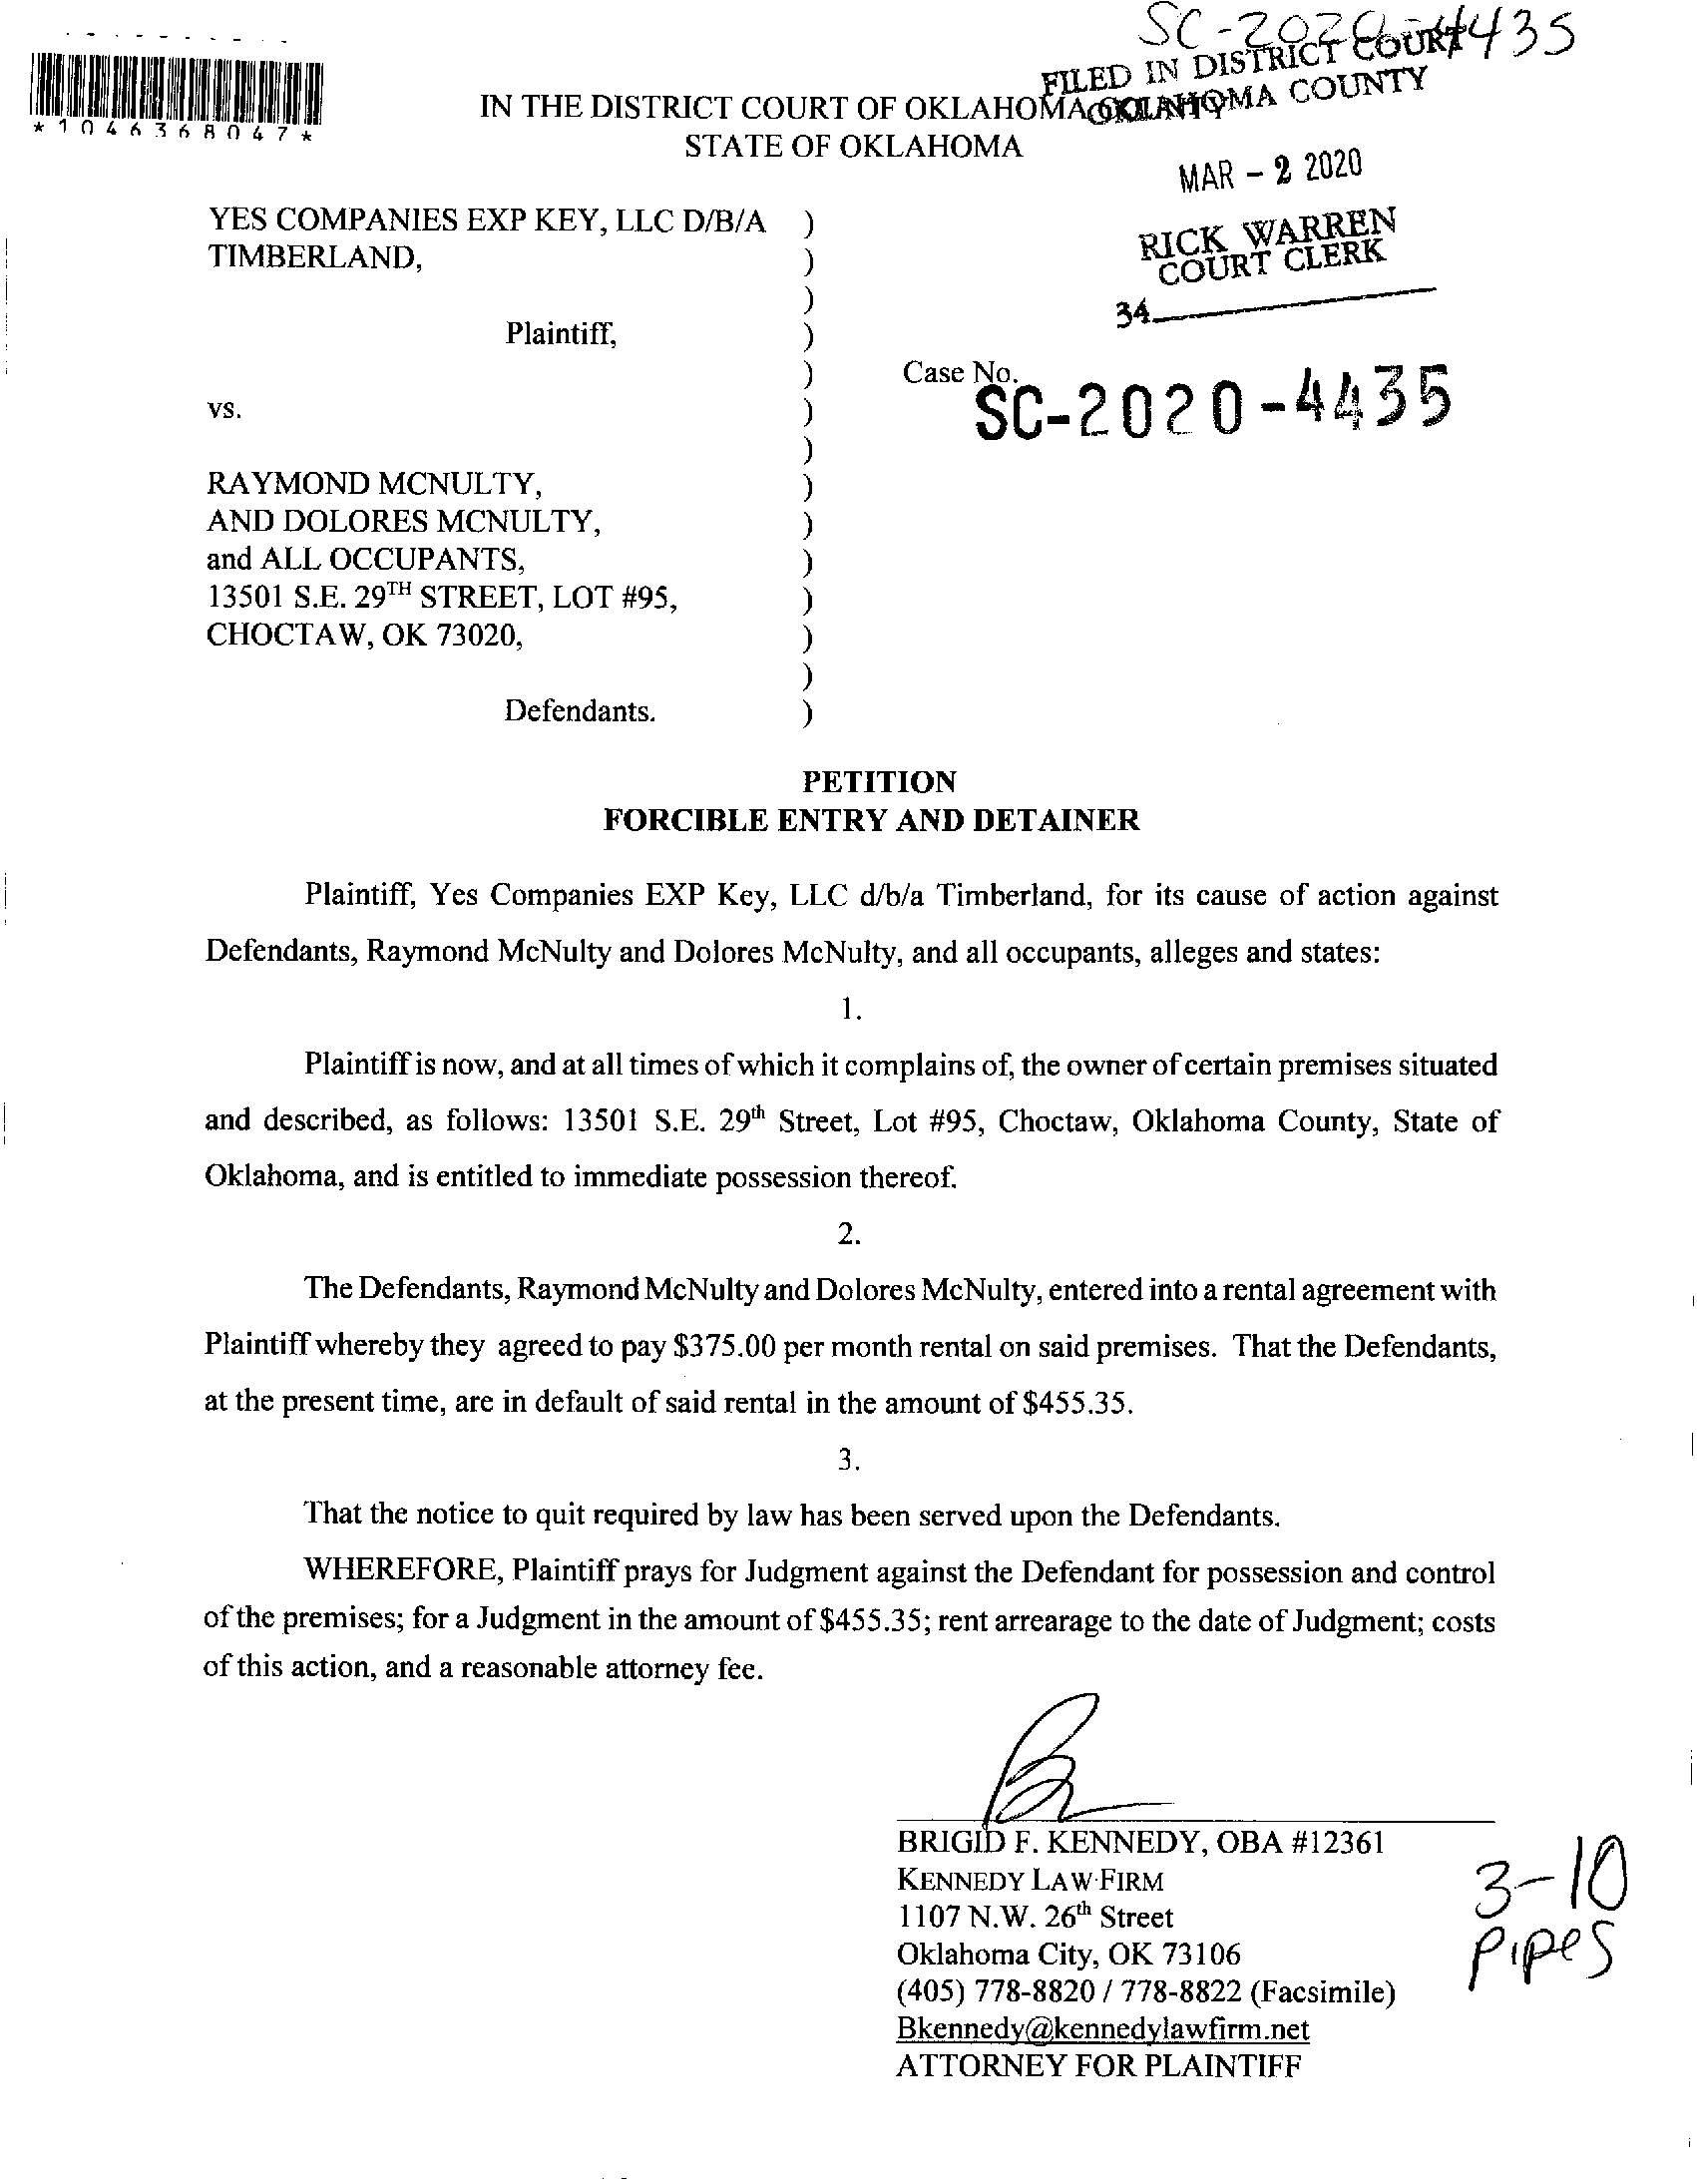 SC-2020-4435
FILED IN DISTRICT COURT
OKLAHOMA COUNTY
*1046368047*
IN THE DISTRICT COURT OF OKLAHOMA COUNTY
STATE OF OKLAHOMA
MAR - 2 2020
RICK WARREN
COURT CLERK
34
YES COMPANIES EXP KEY, LLC D/B/A )
TIMBERLAND, )
)
Plaintiff, )
) Case No. SC-2020-4435
vs. )
)
RAYMOND MCNULTY, )
AND DOLORES MCNULTY, )
and ALL OCCUPANTS, )
13501 S.E. 29TH STREET, LOT #95, )
CHOCTAW, OK 73020, )
)
Defendants. )
PETITION
FORCIBLE ENTRY AND DETAINER
Plaintiff, Yes Companies EXP Key, LLC d/b/a Timberland, for its cause of action against
Defendants, Raymond McNulty and Dolores McNulty, and all occupants, alleges and states:
1.
Plaintiff is now, and at all times of which it complains of, the owner of certain premises situated
and described, as follows: 13501 S.E. 29th Street, Lot #95, Choctaw, Oklahoma County, State of
Oklahoma, and is entitled to immediate possession thereof.
2.
The Defendants, Raymond McNulty and Dolores McNulty, entered into a rental agreement with
Plaintiff whereby they agreed to pay $375.00 per month rental on said premises. That the Defendants,
at the present time, are in default of said rental in the amount of $455.35.
3.
That the notice to quit required by law has been served upon the Defendants.
WHEREFORE, Plaintiff prays for Judgment against the Defendant for possession and control
of the premises; for a Judgment in the amount of $455.35; rent arrearage to the date of Judgment; costs
of this action, and a reasonable attorney fee.
BRIGID F. KENNEDY, OBA #12361
KENNEDY LAW FIRM
1107 N.W. 26th Street
Oklahoma City, OK 73106
(405) 778-8820 / 778-8822 (Facsimile)
Bkennedy@kennedylawfirm.net
ATTORNEY FOR PLAINTIFF
3-10
Pipes